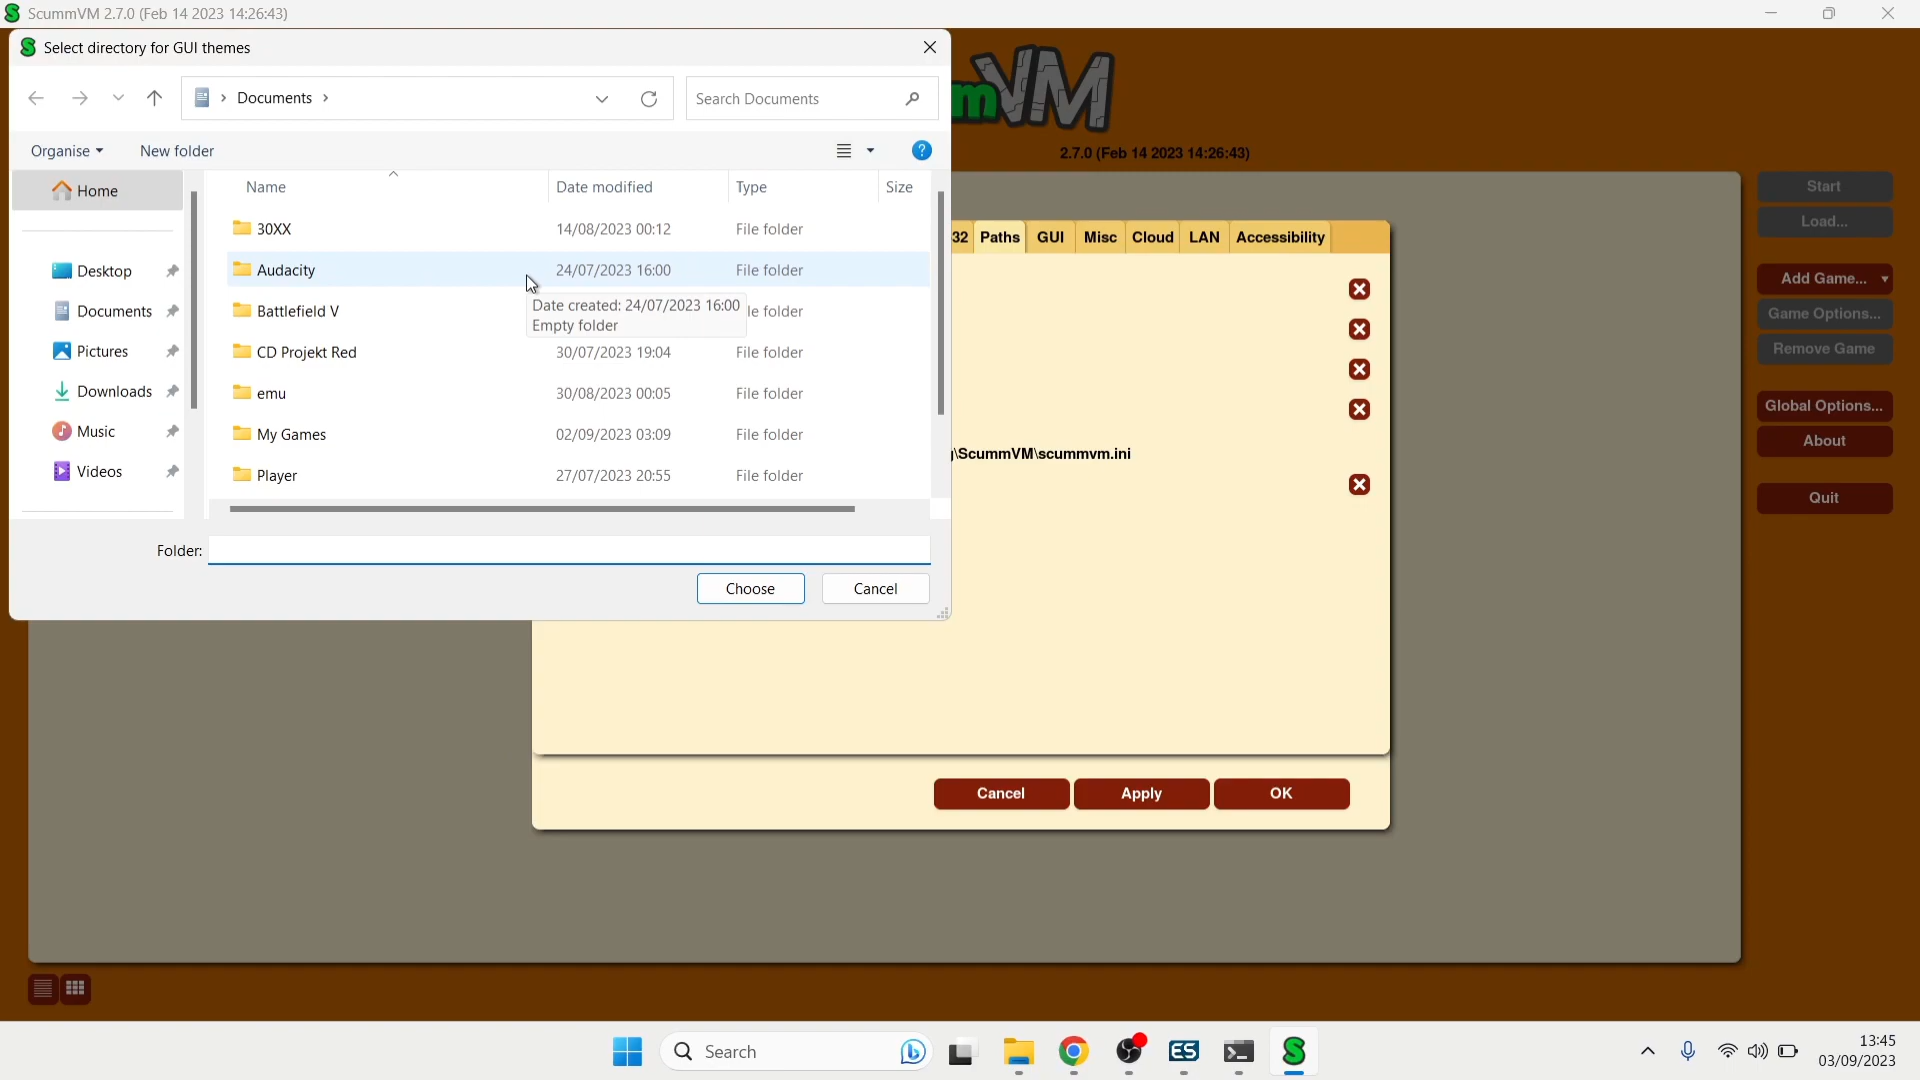 ScummVM 2.7.0 (Feb 14 2023 14:26:43)
Select directory for GUI themes
Documents
Search Documents
Organise
New folder
Home
Desktop
Documents
Pictures
Downloads
Music
Videos
Name
Date modified
Type
Size
30XX 14/08/2023 00:12 File folder
Audacity 24/07/2023 16:00 File folder
Date created: 24/07/2023 16:00
Empty folder
Battlefield V
CD Projekt Red 30/07/2023 19:04 File folder
emu 30/08/2023 00:05 File folder
My Games 02/09/2023 03:09 File folder
Player 27/07/2023 20:55 File folder
Folder:
Choose
Cancel
mVM
2.7.0 (Feb 14 2023 14:26:43)
32 Paths GUI Misc Cloud LAN Accessibility
\ScummVM\scummvm.ini
Cancel
Apply
OK
Start
Load...
Add Game...
Game Options...
Remove Game
Global Options...
About
Quit
Search
ES
13:45
03/09/2023